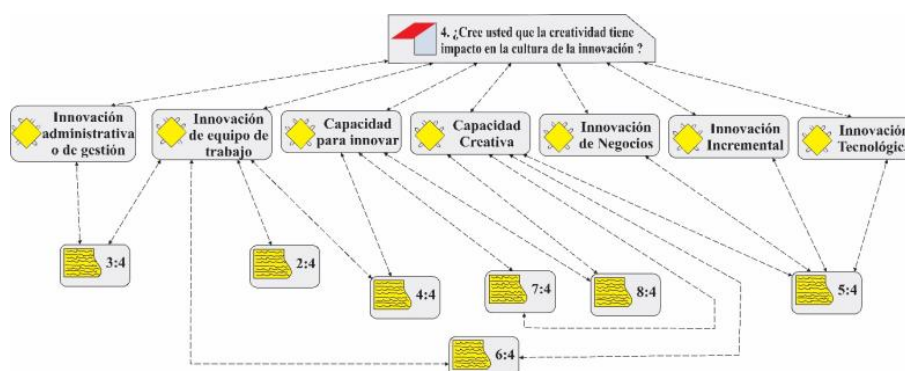 4. ¿Cree usted que la creatividad tiene
impacto en la cultura de la innovación ?
Innovación
administrativa
o de gestión
Innovación
de equipo de
trabajo
Capacidad
para innovar
Capacidad
Creativa
Innovación
de Negocios
Innovación
Incremental
Innovación
Tecnológica
3:4
2:4
4:4
7:4
8:4
5:4
6:4